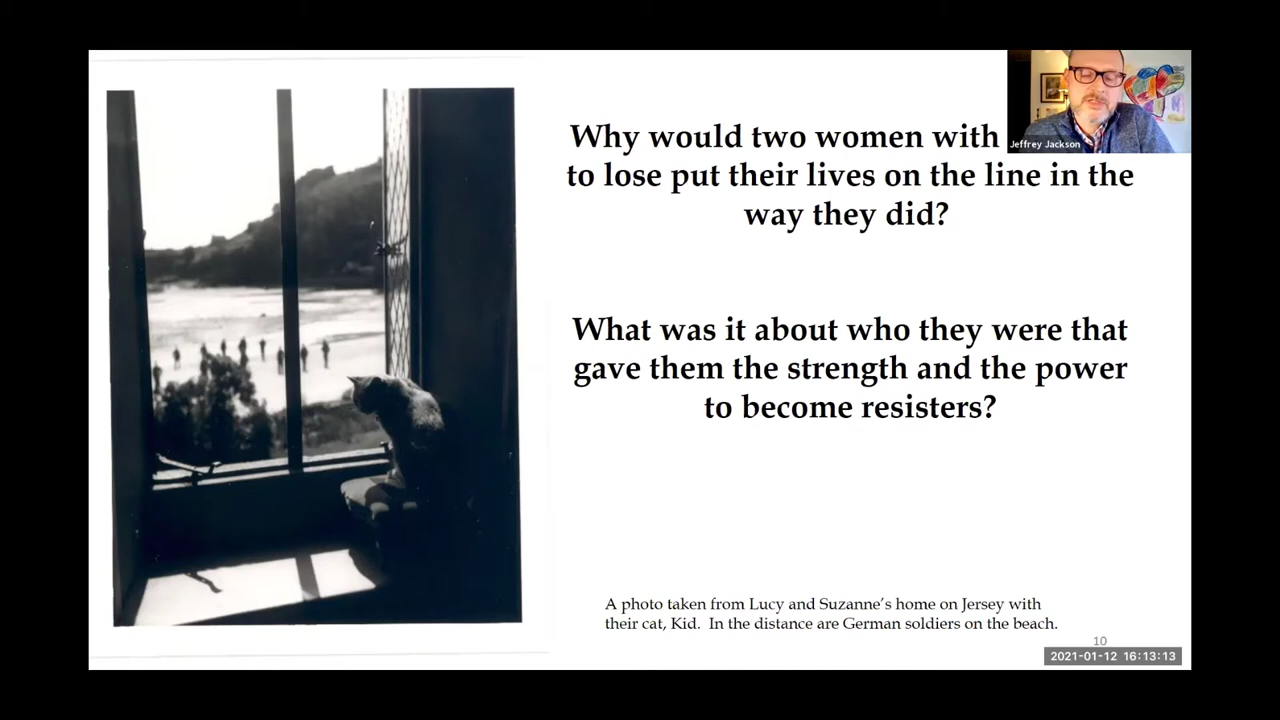 Why would two women with
to lose put their lives on the line in the
way they did?
Jeffrey Jackson
What was it about who they were that
gave them the strength and the power
to become resisters?
A photo taken from Lucy and Suzanne's home on Jersey with
their cat, Kid.  In the distance are German soldiers on the beach.
10
2021-01-12 16:13:13